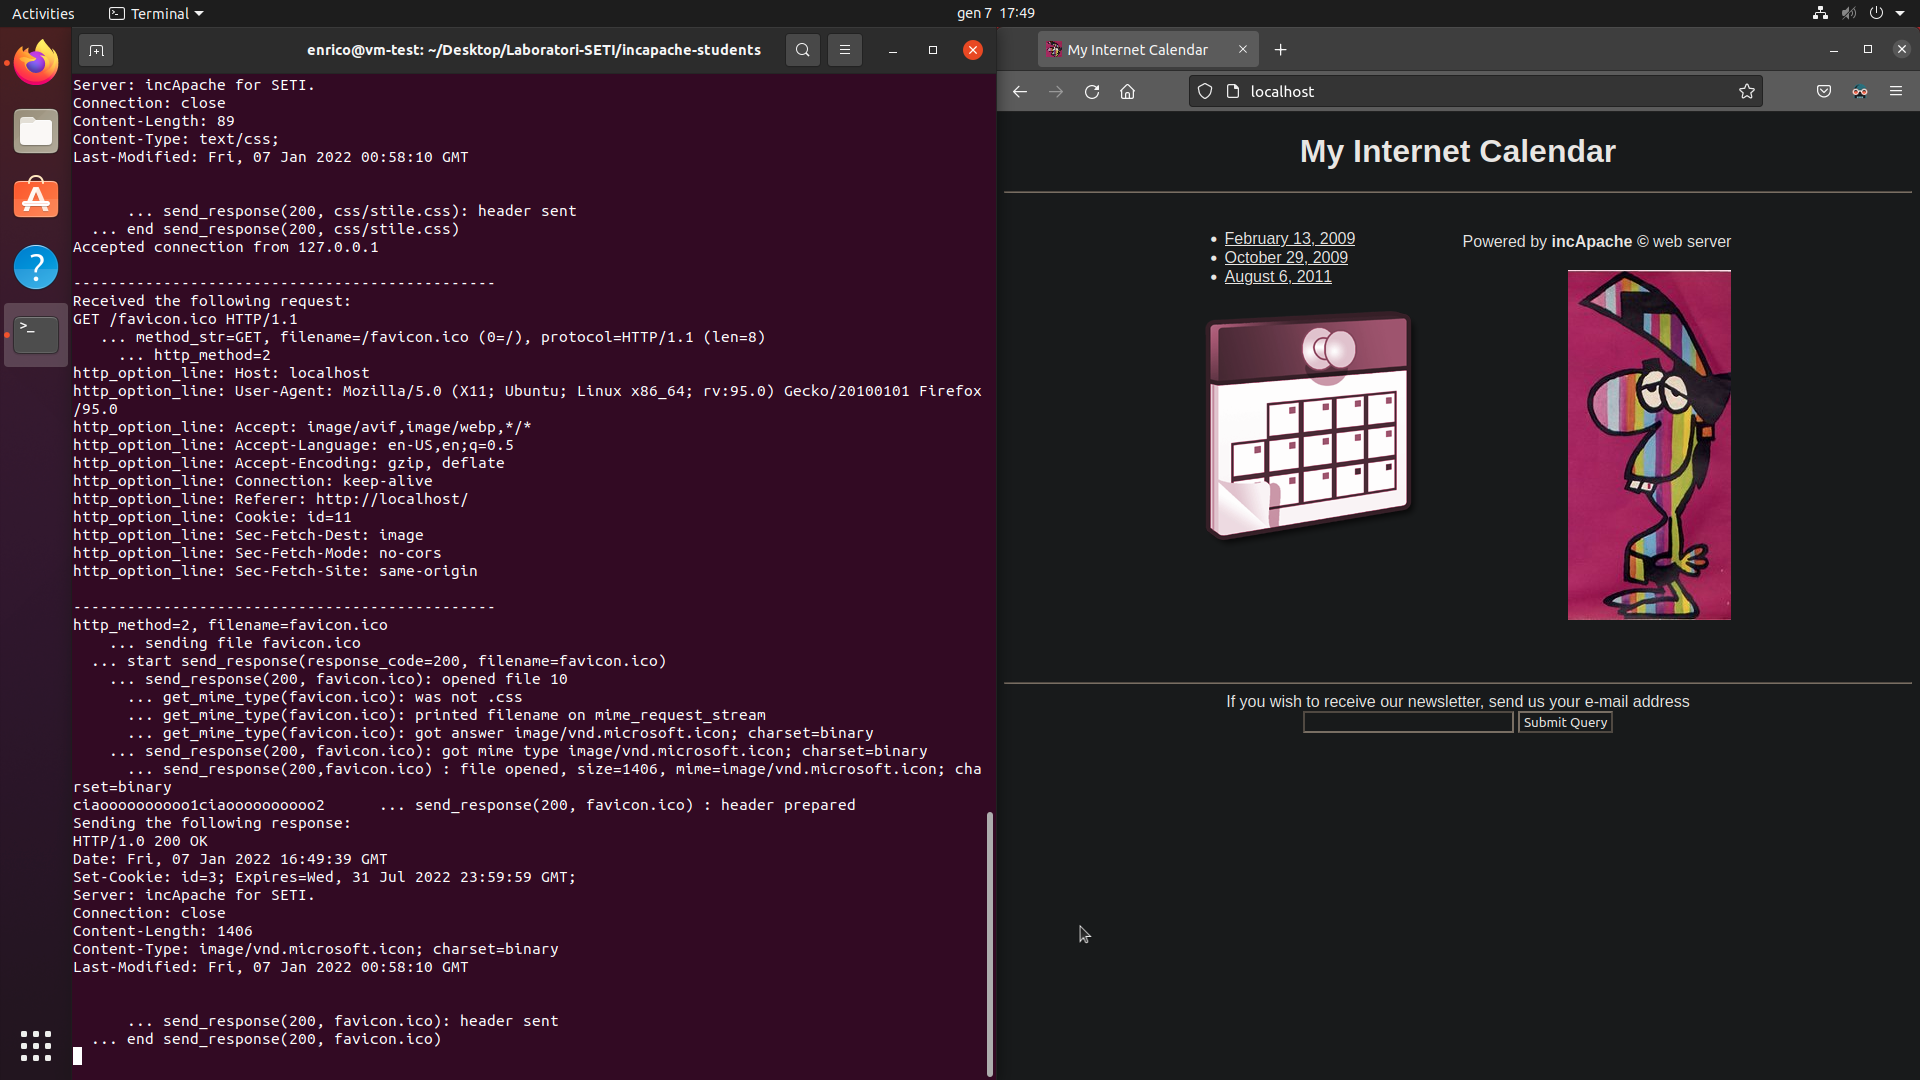 Activities
Terminal
gen 7 17:49
enrico@vm-test: ~/Desktop/Laboratori-SETI/incapache-students
Server: incApache for SETI.
Connection: close
Content-Length: 89
Content-Type: text/css;
Last-Modified: Fri, 07 Jan 2022 00:58:10 GMT
... send_response(200, css/stile.css): header sent
... end send_response(200, css/stile.css)
Accepted connection from 127.0.0.1
-----------------------------------------------
Received the following request:
GET /favicon.ico HTTP/1.1
... method_str=GET, filename=/favicon.ico (0=/), protocol=HTTP/1.1 (len=8)
... http_method=2
http_option_line: Host: localhost
http_option_line: User-Agent: Mozilla/5.0 (X11; Ubuntu; Linux x86_64; rv:95.0) Gecko/20100101 Firefox
/95.0
http_option_line: Accept: image/avif,image/webp,*/*
http_option_line: Accept-Language: en-US,en;q=0.5
http_option_line: Accept-Encoding: gzip, deflate
http_option_line: Connection: keep-alive
http_option_line: Referer: http://localhost/
http_option_line: Cookie: id=11
http_option_line: Sec-Fetch-Dest: image
http_option_line: Sec-Fetch-Mode: no-cors
http_option_line: Sec-Fetch-Site: same-origin
-----------------------------------------------
http_method=2, filename=favicon.ico
... sending file favicon.ico
... start send_response(response_code=200, filename=favicon.ico)
... send_response(200, favicon.ico): opened file 10
... get_mime_type(favicon.ico): was not .css
... get_mime_type(favicon.ico): printed filename on mime_request_stream
... get_mime_type(favicon.ico): got answer image/vnd.microsoft.icon; charset=binary
... send_response(200, favicon.ico): got mime type image/vnd.microsoft.icon; charset=binary
... send_response(200,favicon.ico) : file opened, size=1406, mime=image/vnd.microsoft.icon; cha
rset=binary
ciaoooooooooo1ciaoooooooooo2 ... send_response(200, favicon.ico) : header prepared
Sending the following response:
HTTP/1.0 200 OK
Date: Fri, 07 Jan 2022 16:49:39 GMT
Set-Cookie: id=3; Expires=Wed, 31 Jul 2022 23:59:59 GMT;
Server: incApache for SETI.
Connection: close
Content-Length: 1406
Content-Type: image/vnd.microsoft.icon; charset=binary
Last-Modified: Fri, 07 Jan 2022 00:58:10 GMT
... send_response(200, favicon.ico): header sent
... end send_response(200, favicon.ico)
My Internet Calendar
localhost
My Internet Calendar
February 13, 2009
October 29, 2009
August 6, 2011
Powered by incApache © web server
If you wish to receive our newsletter, send us your e-mail address
Submit Query